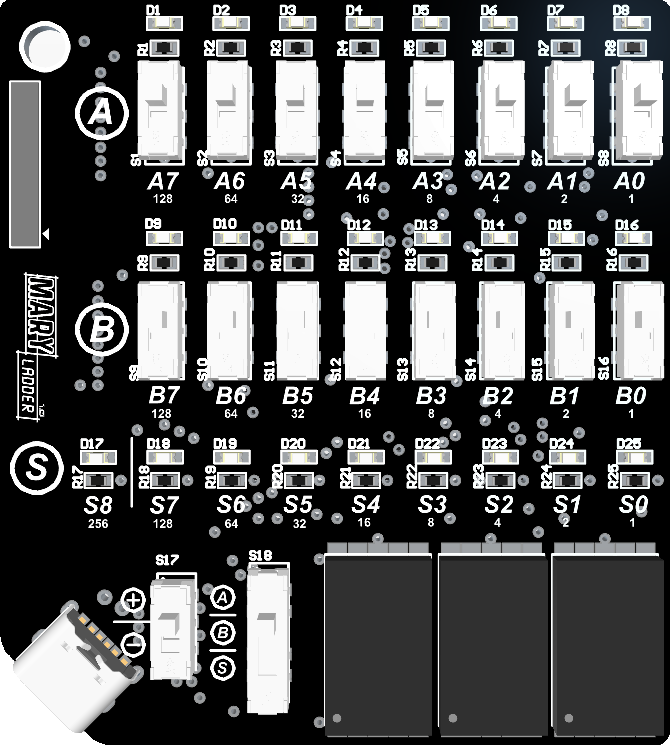 D1 D2 D3 D4 D5 D6 D7 D8
R1 R2 R3 R4 R5 R6 R7 R8
A
S1 S2 S3 S4 S5 S6 S7 S8
A7 A6 A5 A4 A3 A2 A1 A0
128 64 32 16 8 4 2 1
D9 D10 D11 D12 D13 D14 D15 D16
R9 R10 R11 R12 R13 R14 R15 R16
MARY
LADDER
B
S9 S10 S11 S12 S13 S14 S15 S16
B7 B6 B5 B4 B3 B2 B1 B0
128 64 32 16 8 4 2 1
S
D17 D18 D19 D20 D21 D22 D23 D24 D25
R17 R18 R19 R20 R21 R22 R23 R24 R25
S8 S7 S6 S5 S4 S3 S2 S1 S0
256 128 64 32 16 8 4 2 1
S17 S18
+ A
B
− S